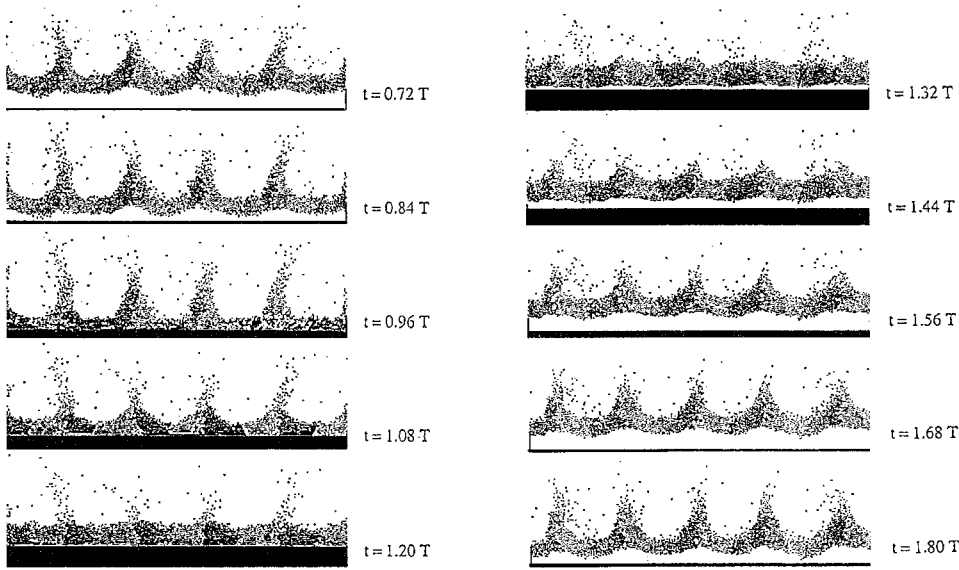 t = 0.72 T
t = 0.84 T
t = 0.96 T
t = 1.08 T
t = 1.20 T
t = 1.32 T
t = 1.44 T
t = 1.56 T
t = 1.68 T
t = 1.80 T